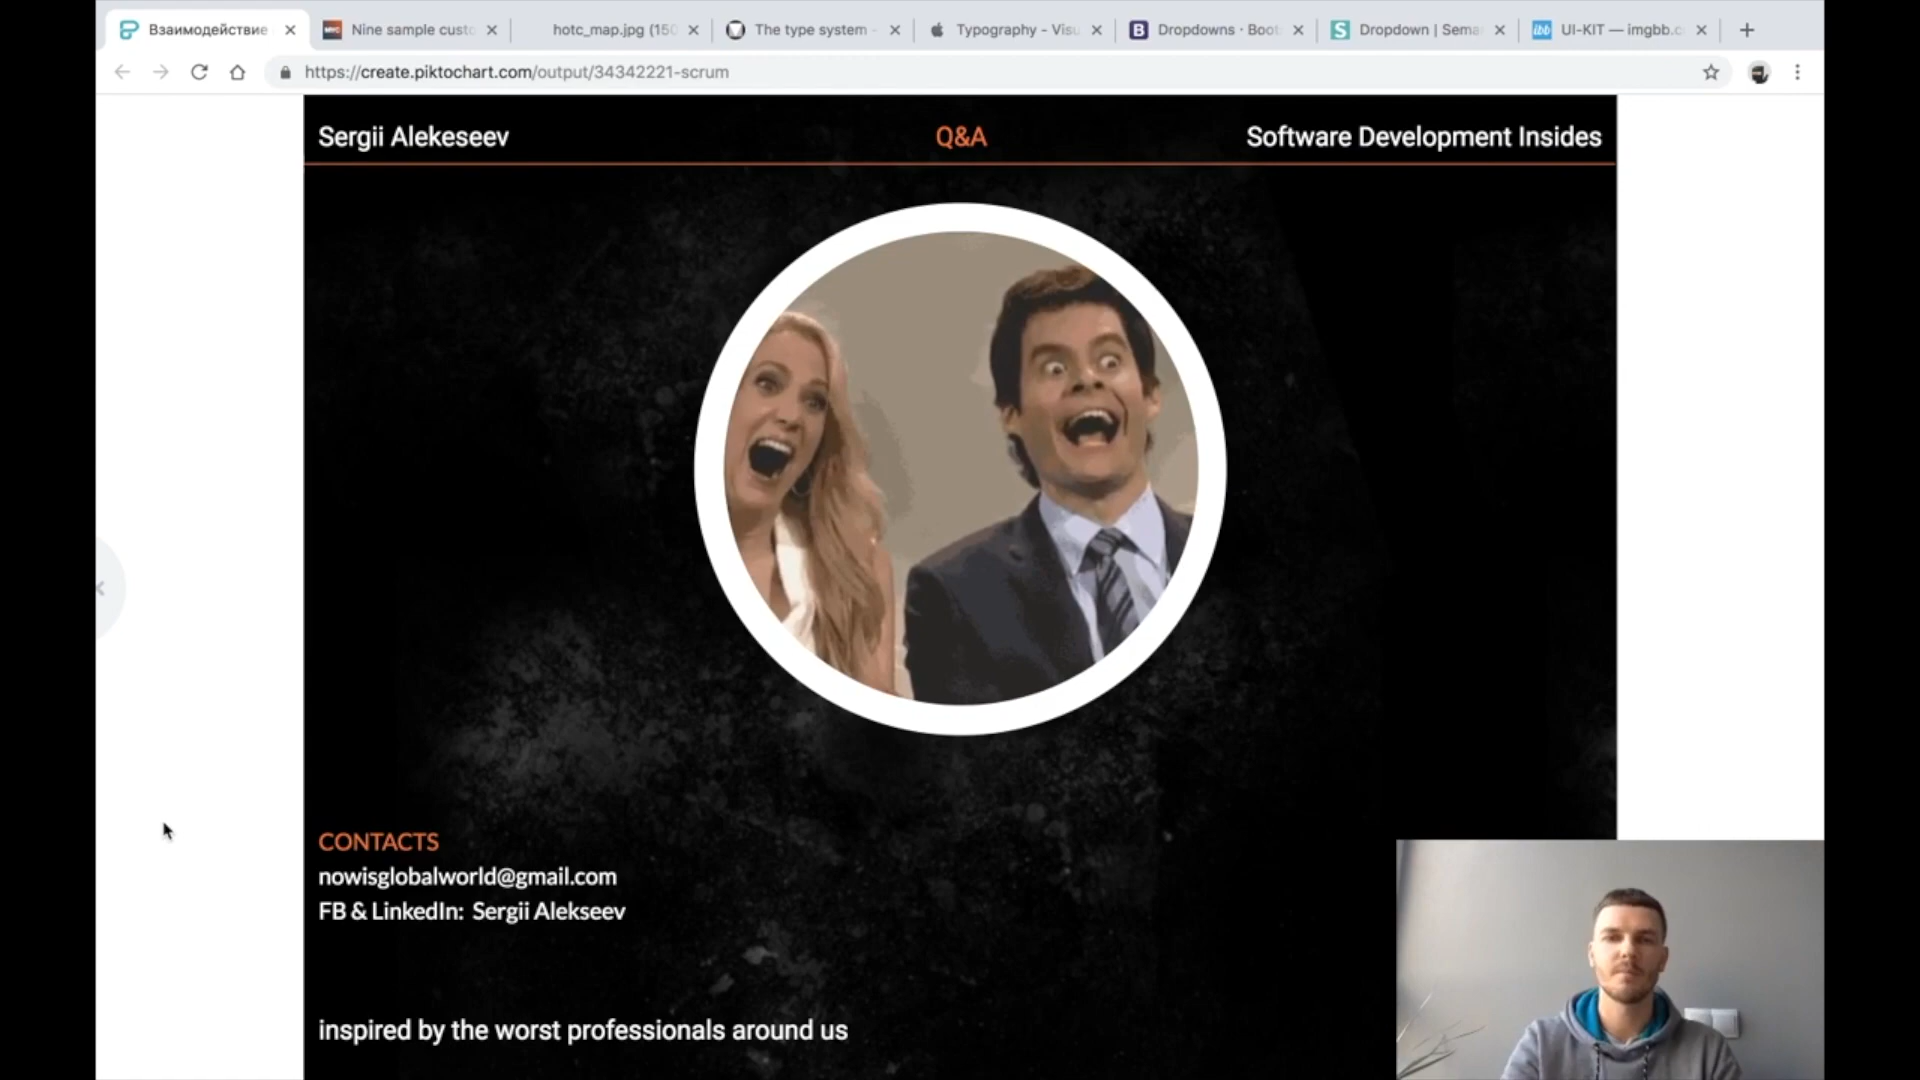 Взаимодействие
Nine sample custo
hotc_map.jpg (150
The type system -
Typography - Visu
B
Dropdowns · Boot
S
Dropdown | Sema
ibb
UI-KIT — imgbb.c
https://create.piktochart.com/output/34342221-scrum
Sergii Alekeseev
Q&A
Software Development Insides
CONTACTS
nowisglobalworld@gmail.com
FB & LinkedIn: Sergii Alekseev
inspired by the worst professionals around us